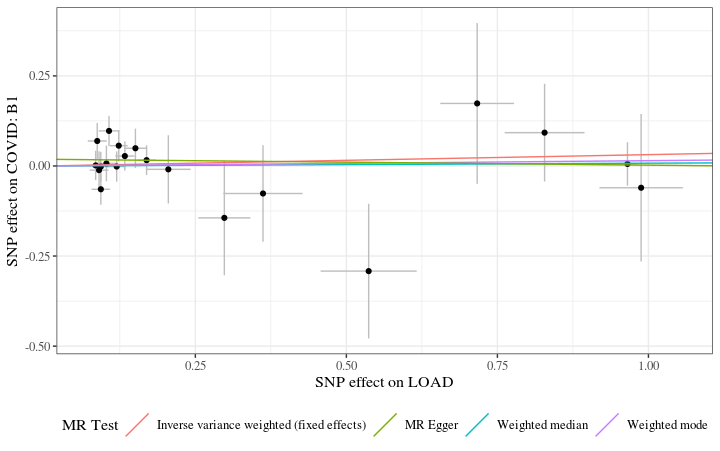 SNP effect on COVID: B1
0.25
0.00
-0.25
-0.50
0.25
0.50
0.75
1.00
SNP effect on LOAD
MR Test
Inverse variance weighted (fixed effects)
MR Egger
Weighted median
Weighted mode